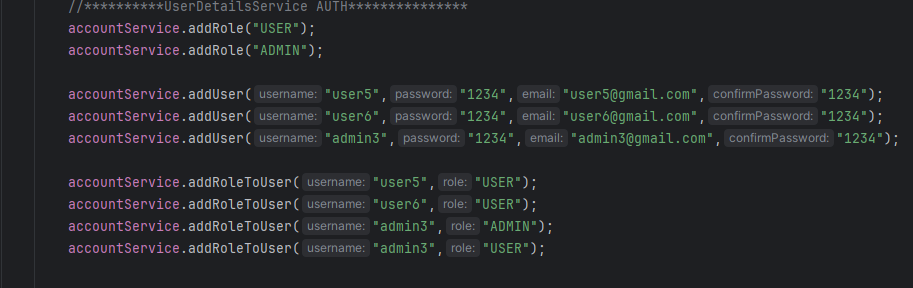 //**********UserDetailsService AUTH***************
accountService.addRole("USER");
accountService.addRole("ADMIN");
accountService.addUser( username: "user5", password: "1234", email: "user5@gmail.com", confirmPassword: "1234");
accountService.addUser( username: "user6", password: "1234", email: "user6@gmail.com", confirmPassword: "1234");
accountService.addUser( username: "admin3", password: "1234", email: "admin3@gmail.com", confirmPassword: "1234");
accountService.addRoleToUser( username: "user5", role: "USER");
accountService.addRoleToUser( username: "user6", role: "USER");
accountService.addRoleToUser( username: "admin3", role: "ADMIN");
accountService.addRoleToUser( username: "admin3", role: "USER");